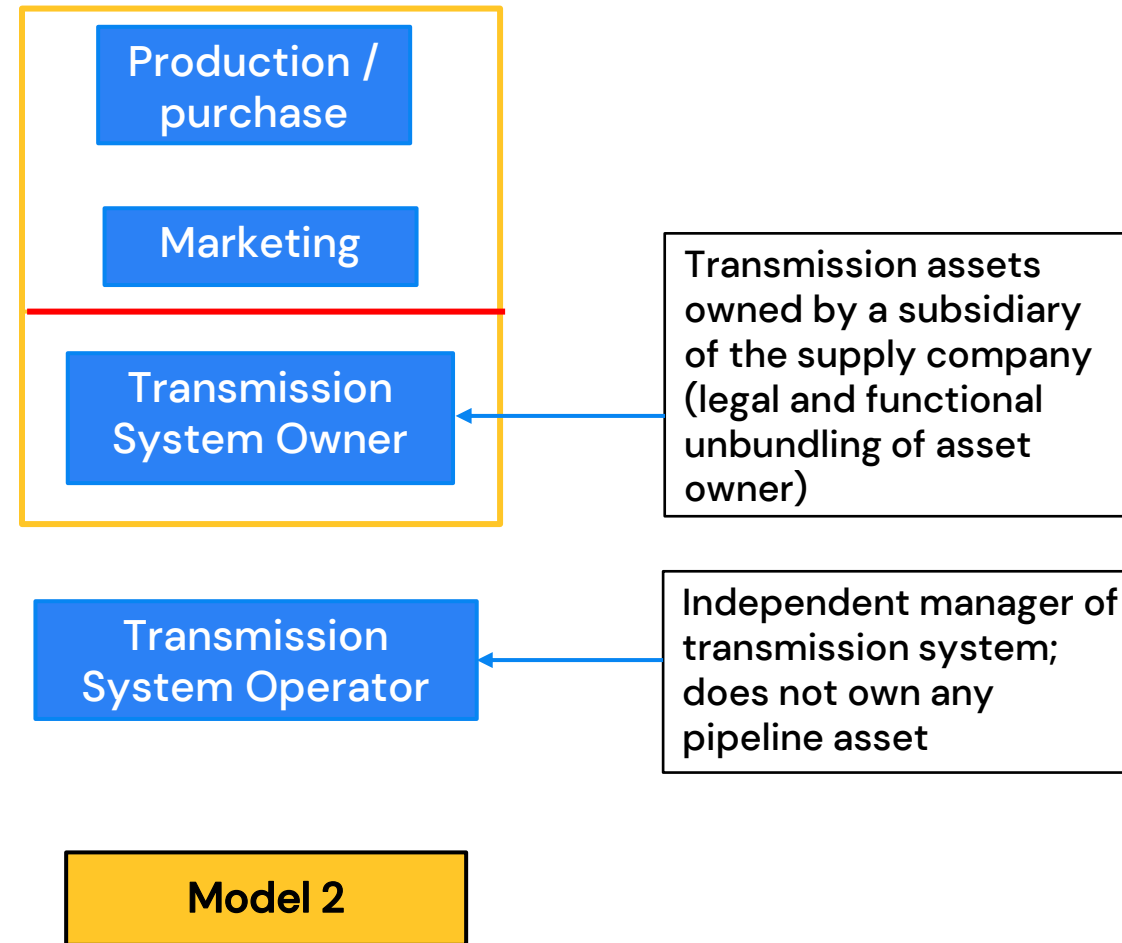 Production /
purchase
Marketing
Transmission
System Owner
Transmission assets
owned by a subsidiary
of the supply company
(legal and functional
unbundling of asset
owner)
Transmission
System Operator
Independent manager of
transmission system;
does not own any
pipeline asset
Model 2